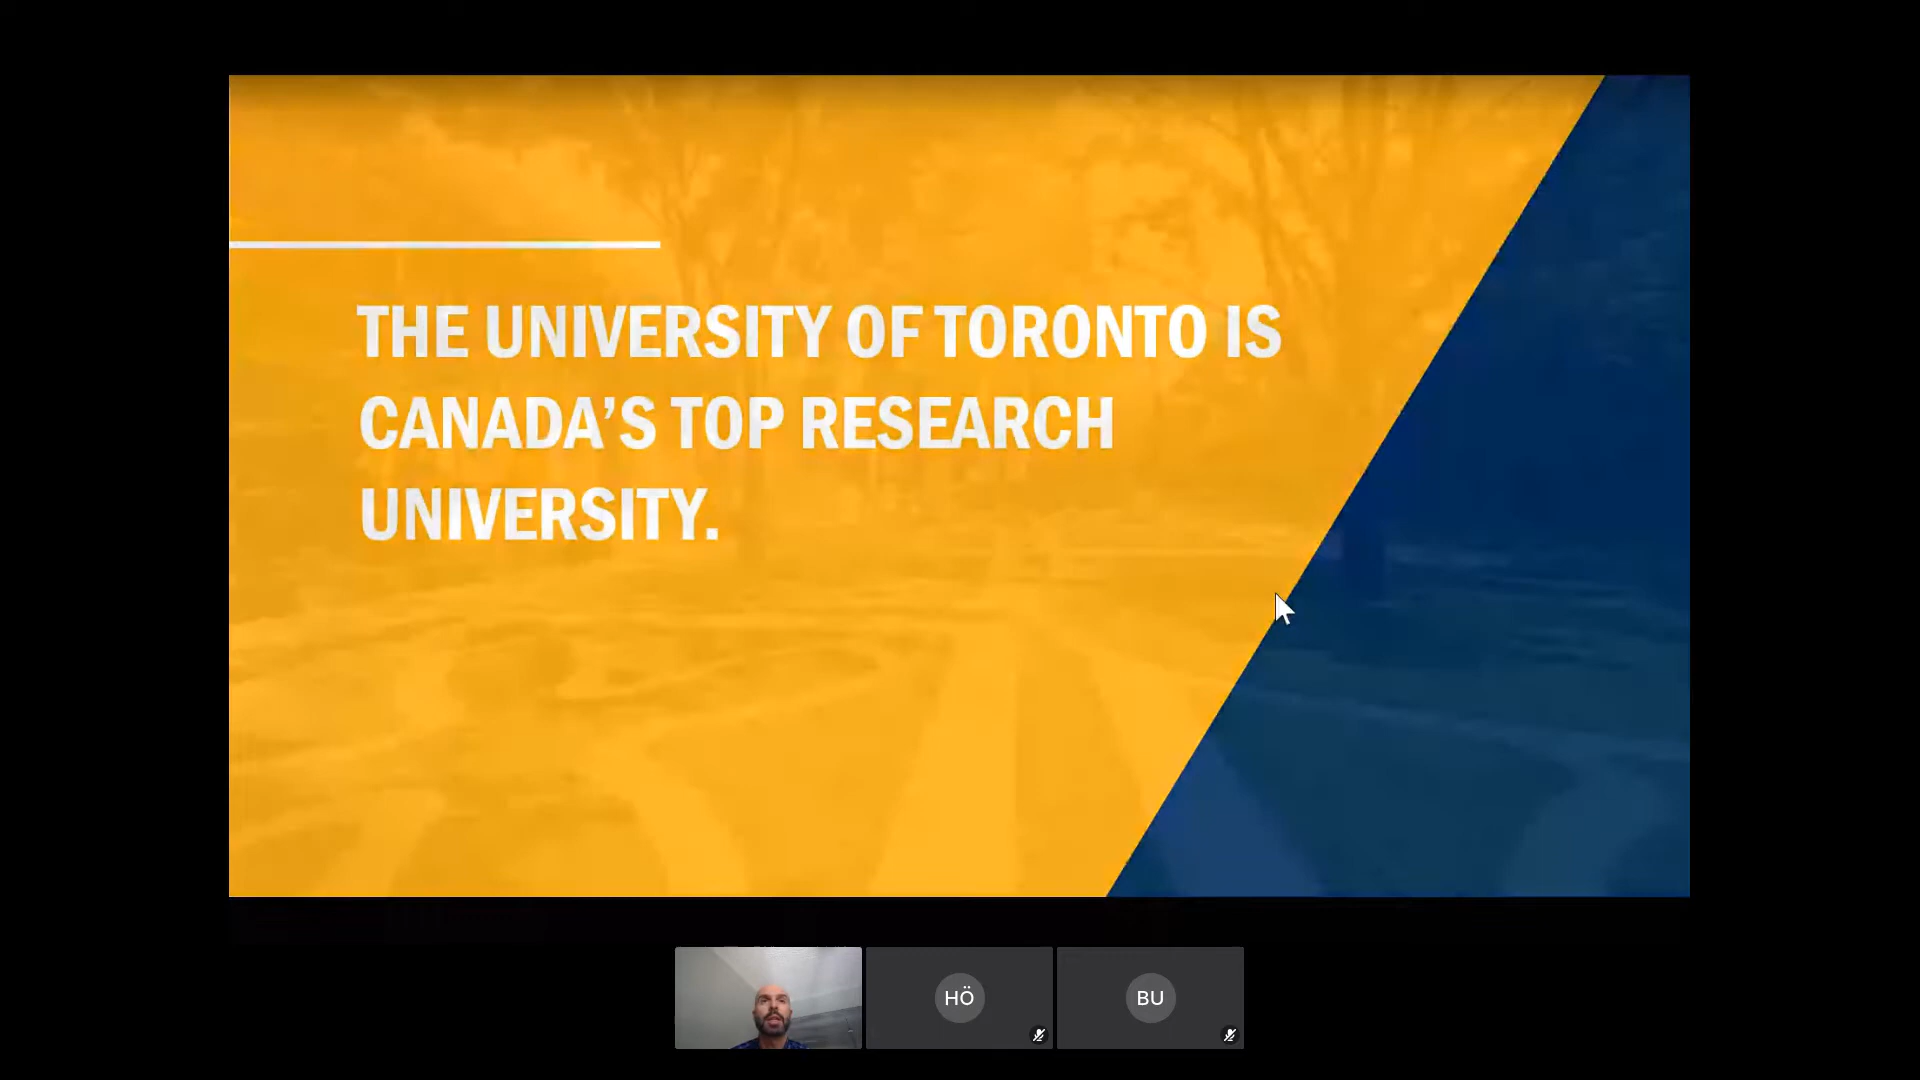 THE UNIVERSITY OF TORONTO IS
CANADA’S TOP RESEARCH
UNIVERSITY.
HÖ
BU